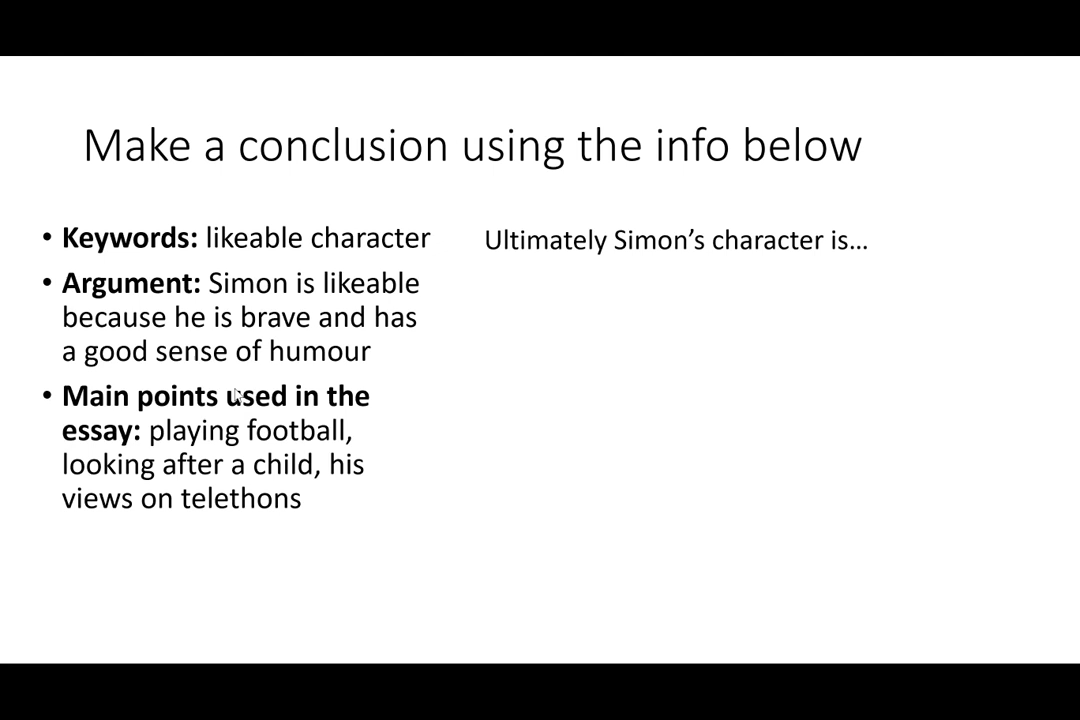 Make a conclusion using the info below
• Keywords: likeable character
• Argument: Simon is likeable
because he is brave and has
a good sense of humour
• Main points used in the
essay: playing football,
looking after a child, his
views on telethons
Ultimately Simon’s character is…